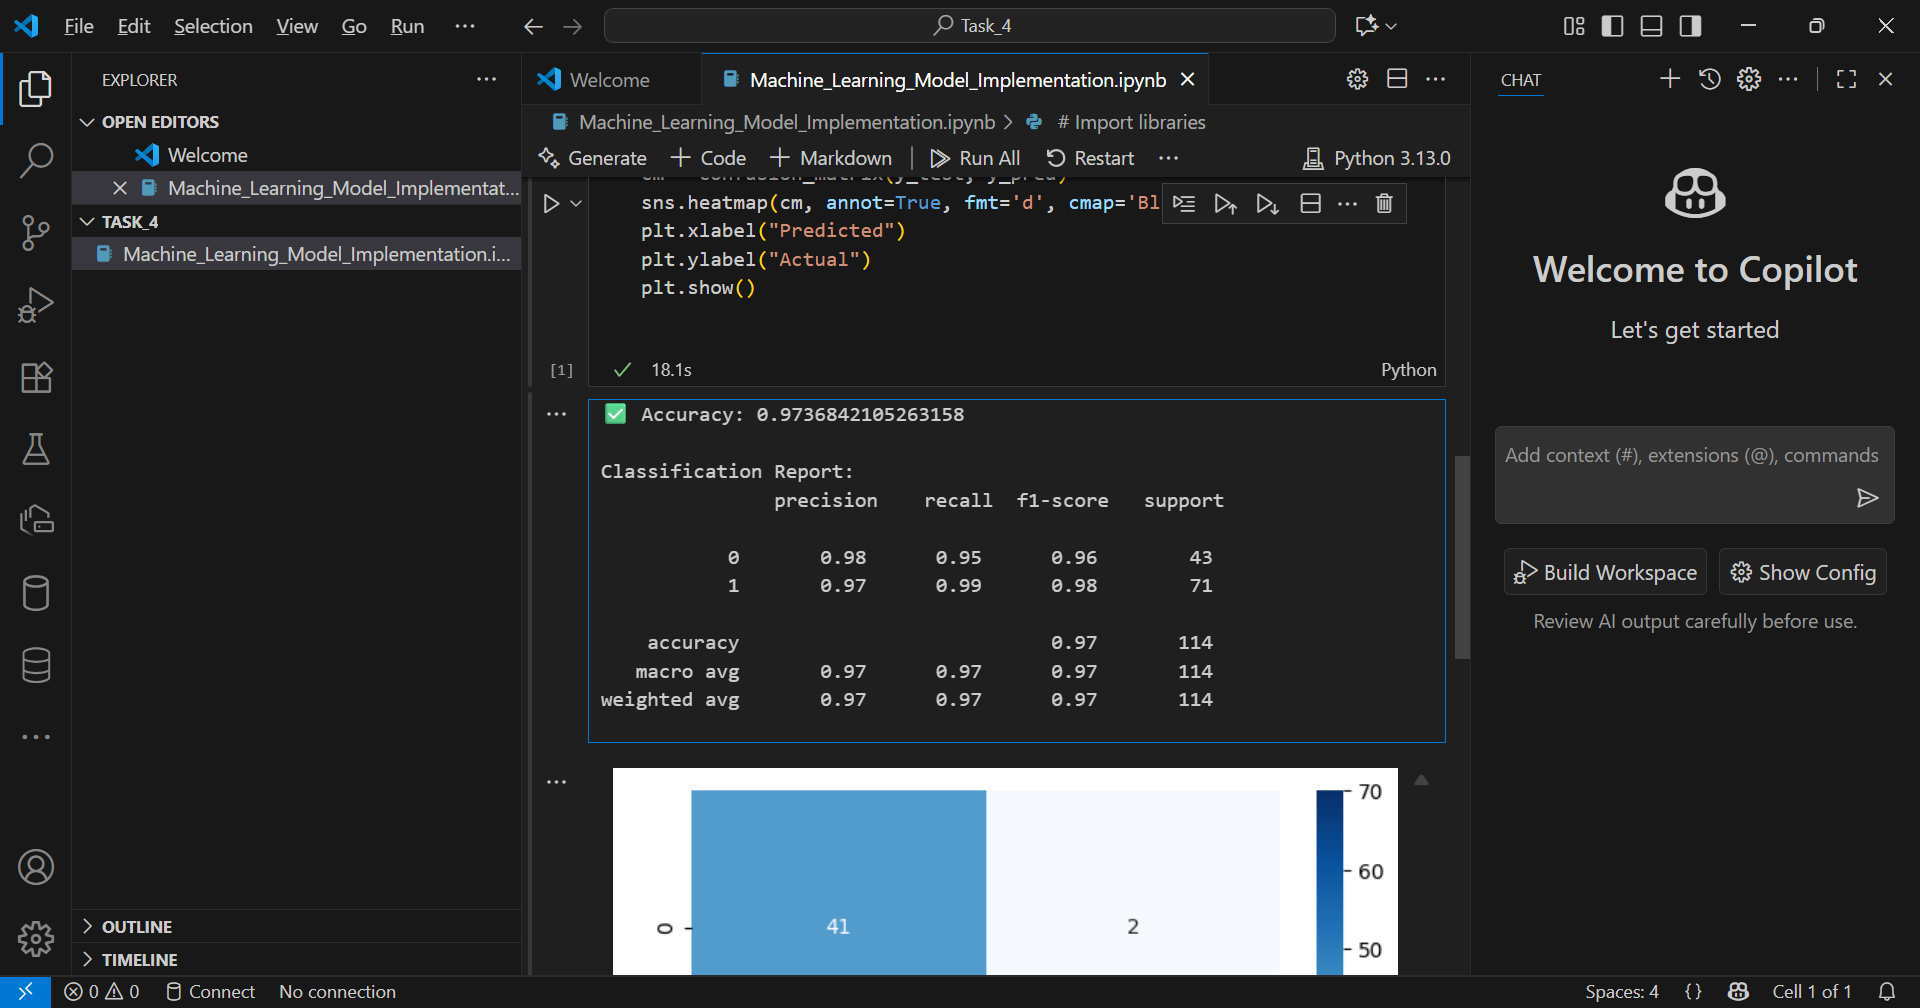 File Edit Selection View Go Run ··· Task_4
EXPLORER
OPEN EDITORS
Welcome
Machine_Learning_Model_Implementat...
TASK_4
Machine_Learning_Model_Implementation.i...
OUTLINE
TIMELINE
Welcome
Machine_Learning_Model_Implementation.ipynb
Machine_Learning_Model_Implementation.ipynb > # Import libraries
Generate + Code + Markdown Run All Restart ··· Python 3.13.0
cm = confusion_matrix(y_test, y_pred)
sns.heatmap(cm, annot=True, fmt='d', cmap='Bl
plt.xlabel("Predicted")
plt.ylabel("Actual")
plt.show()
[1] ✓ 18.1s Python
✅ Accuracy: 0.9736842105263158
Classification Report:
precision recall f1-score support
0 0.98 0.95 0.96 43
1 0.97 0.99 0.98 71
accuracy 0.97 114
macro avg 0.97 0.97 0.97 114
weighted avg 0.97 0.97 0.97 114
70
60
0 41 2
50
CHAT
Welcome to Copilot
Let's get started
Add context (#), extensions (@), commands
Build Workspace Show Config
Review AI output carefully before use.
0 0 Connect No connection Spaces: 4 {} Cell 1 of 1